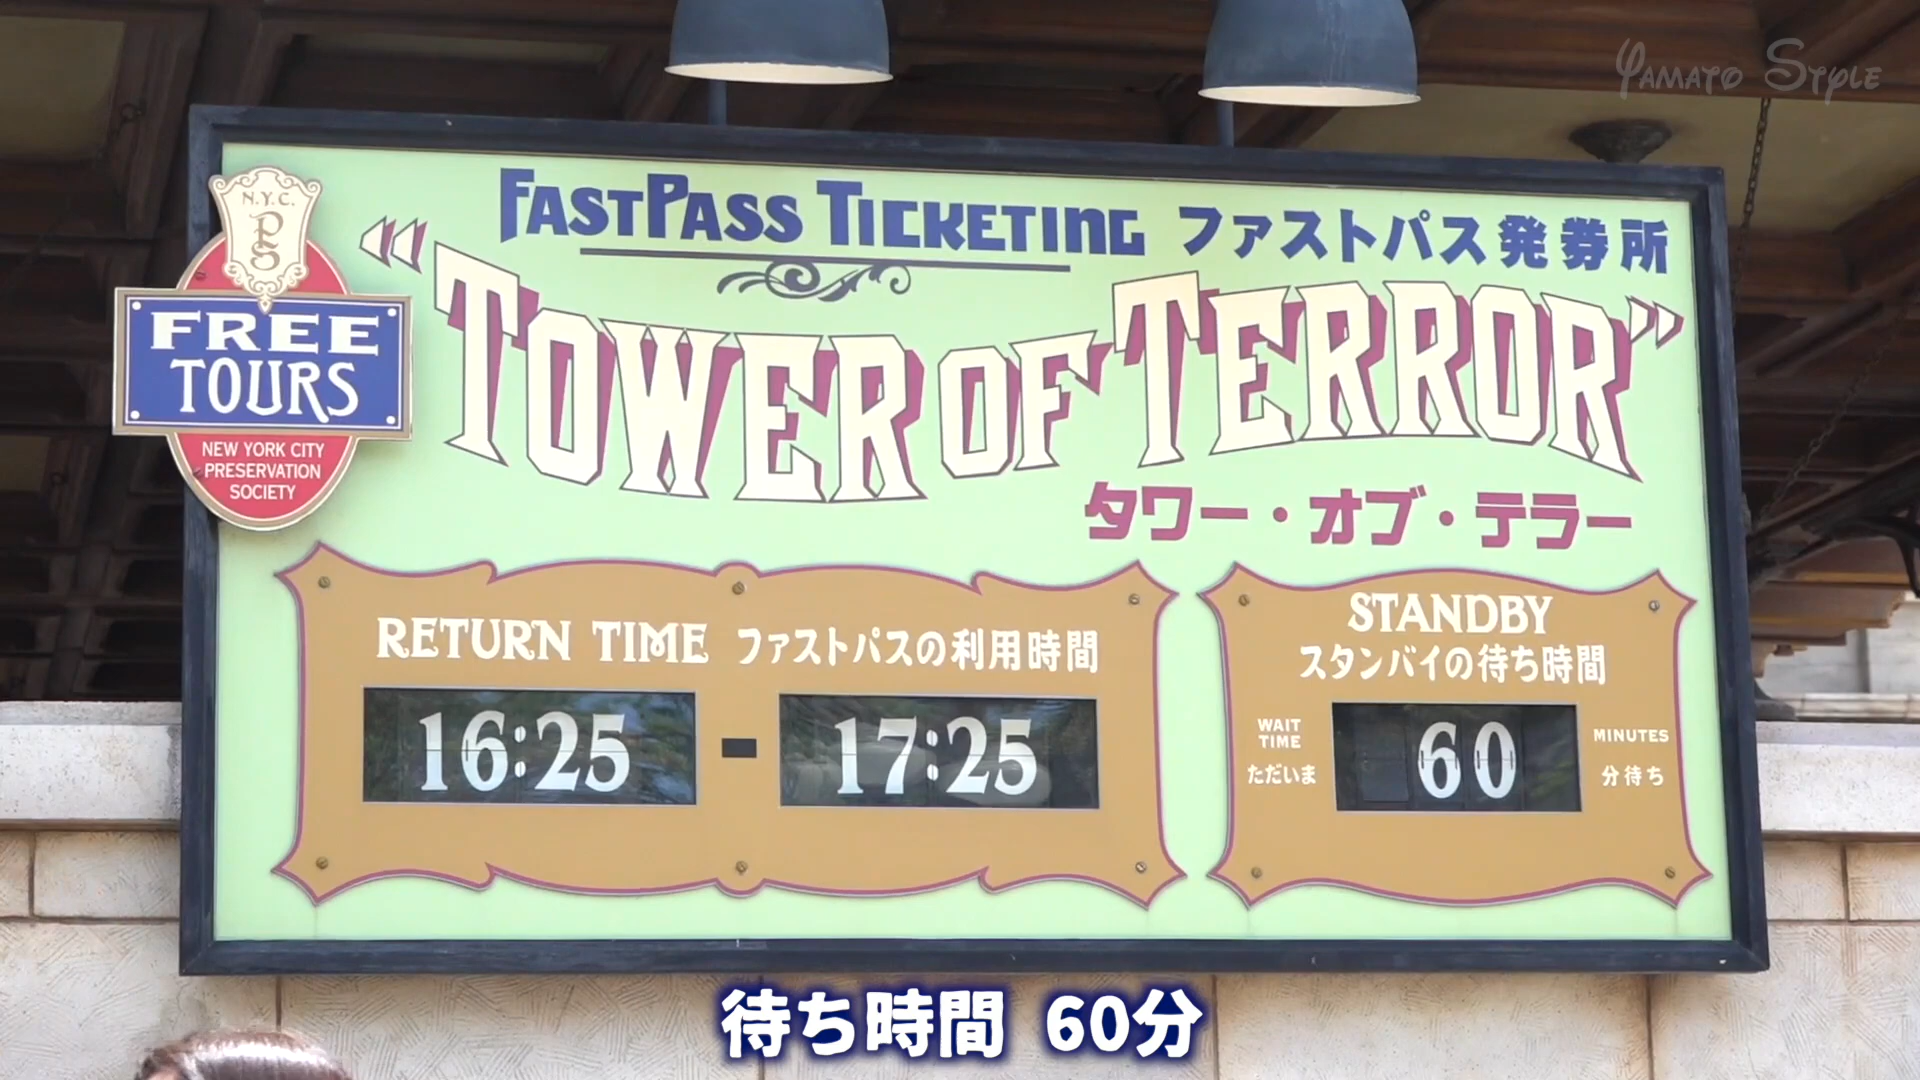 Yamato Style
N.Y.C.
PS
FREE
TOURS
NEW YORK CITY
PRESERVATION
SOCIETY
FASTPASS TICKETING ファストパス発券所
"TOWER OF TERROR"
タワー・オブ・テラー
RETURN TIME ファストパスの利用時間
16:25 - 17:25
STANDBY
スタンバイの待ち時間
WAIT
TIME
ただいま
60
MINUTES
分待ち
待ち時間 60分